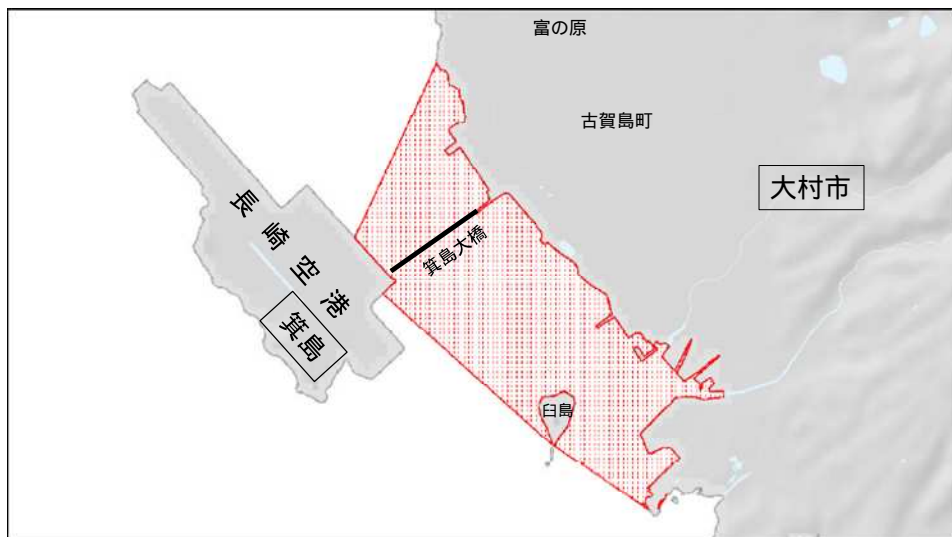 富の原
古賀島町
大村市
長崎空港
箕島大橋
箕島
臼島